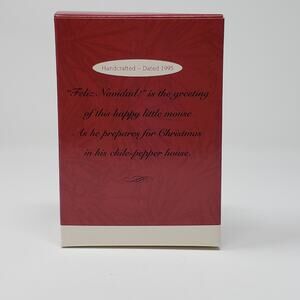 Handcrafted – Dated 1995
"Feliz Navidad!" is the greeting
of this happy little mouse
As he prepares for Christmas
in his chile-pepper house.